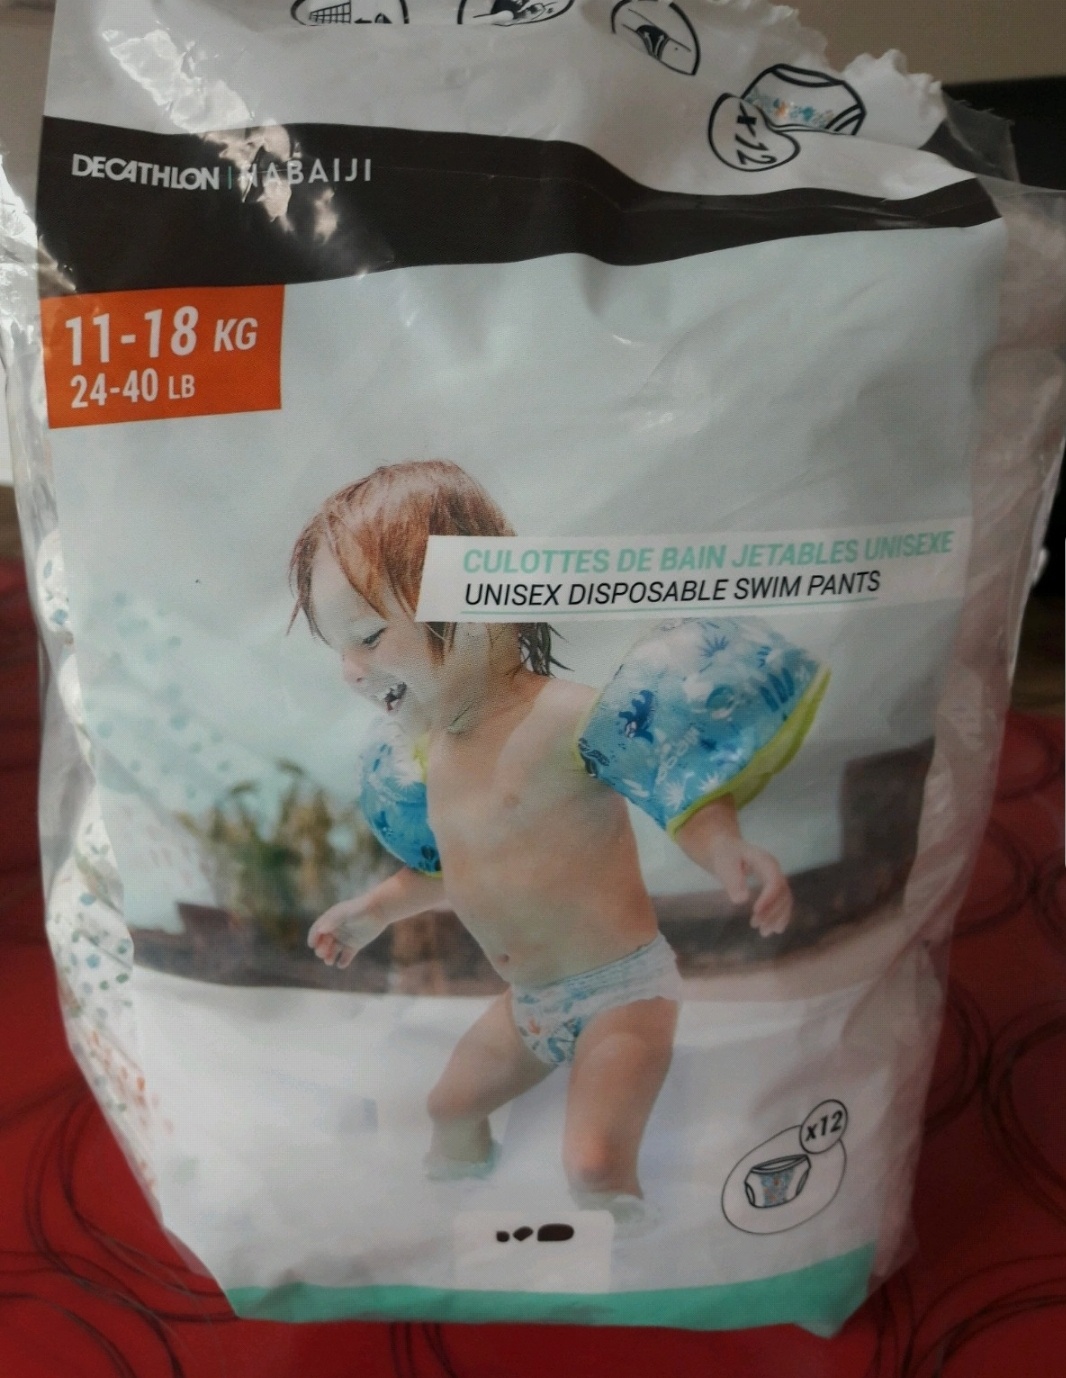 x12
DECATHLON | NABAIJI
11-18 KG
24-40 LB
CULOTTES DE BAIN JETABLES UNISEXE
UNISEX DISPOSABLE SWIM PANTS
x12